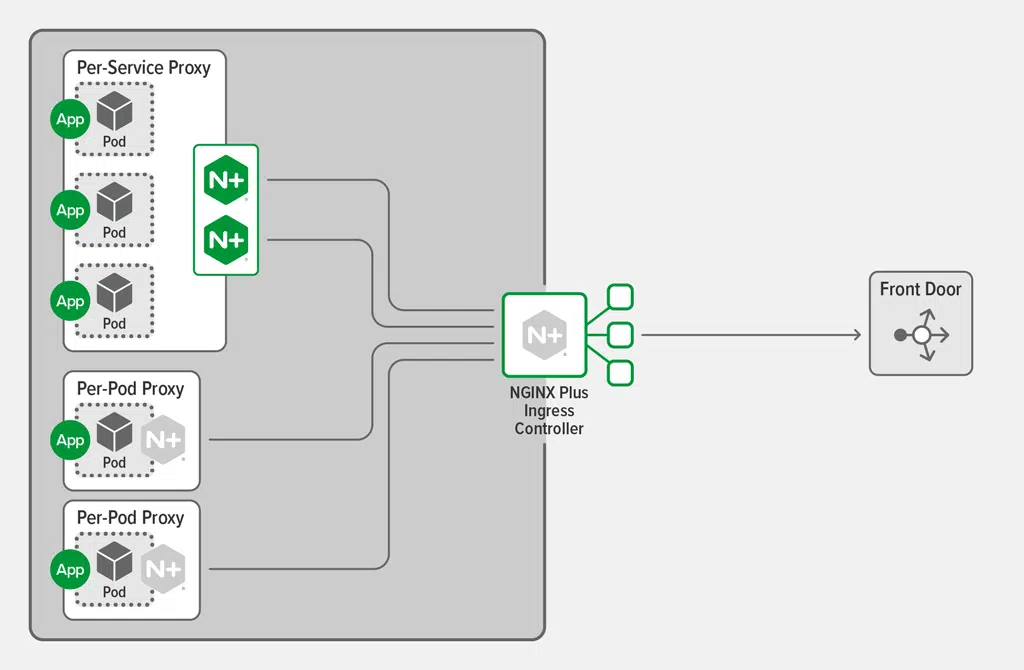 Per-Service Proxy
App
Pod
N+
App
Pod
N+
App
Pod
Per-Pod Proxy
App
Pod
N+
Per-Pod Proxy
App
Pod
N+
N+
NGINX Plus
Ingress
Controller
Front Door